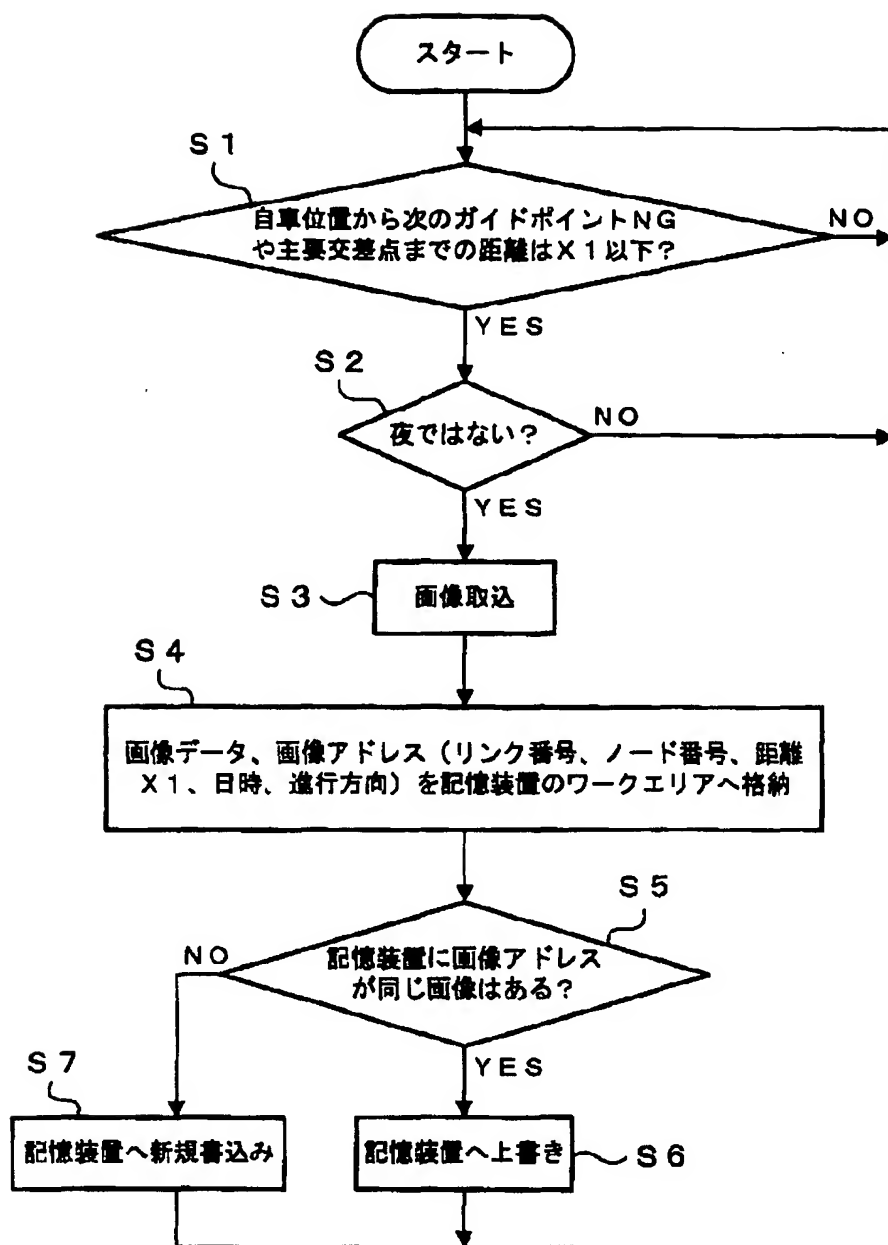 スタート
S1
自車位置から次のガイドポイントNG
や主要交差点までの距離はX1以下？
NO
YES
S2
夜ではない？
NO
YES
S3
画像取込
S4
画像データ、画像アドレス（リンク番号、ノード番号、距離
X1、日時、進行方向）を記憶装置のワークエリアへ格納
S5
記憶装置に画像アドレス
が同じ画像はある？
NO
YES
S7
記憶装置へ新規書込み
記憶装置へ上書き
S6